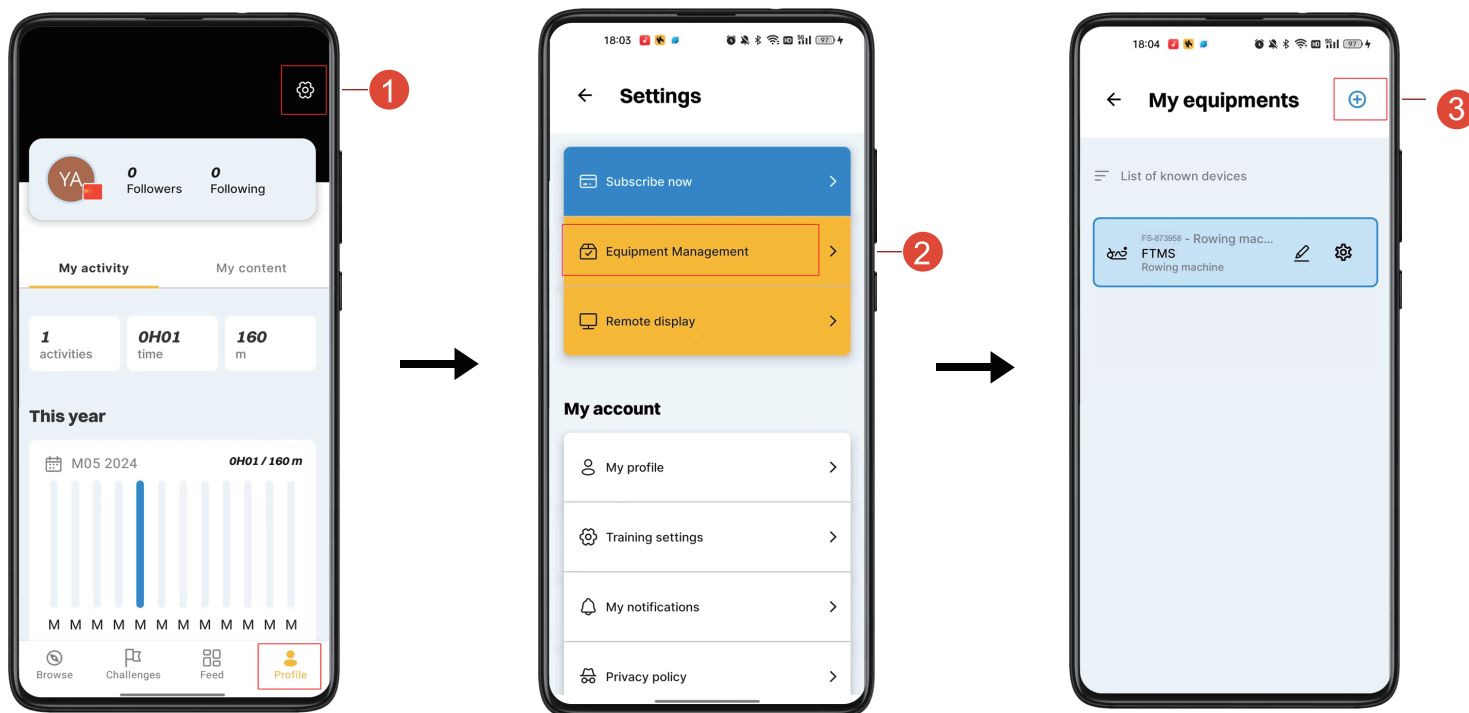 1
YA
0
0
Followers
Following
My activity
My content
1
0H01
160
activities
time
m
This year
M05 2024
0H01 / 160 m
M M M M M M M M M M M M
Browse
Challenges
Feed
Profile
18:03
97
Settings
Subscribe now
Equipment Management
2
Remote display
My account
My profile
Training settings
My notifications
Privacy policy
18:04
97
My equipments
3
List of known devices
FS-873958 - Rowing mac...
FTMS
Rowing machine